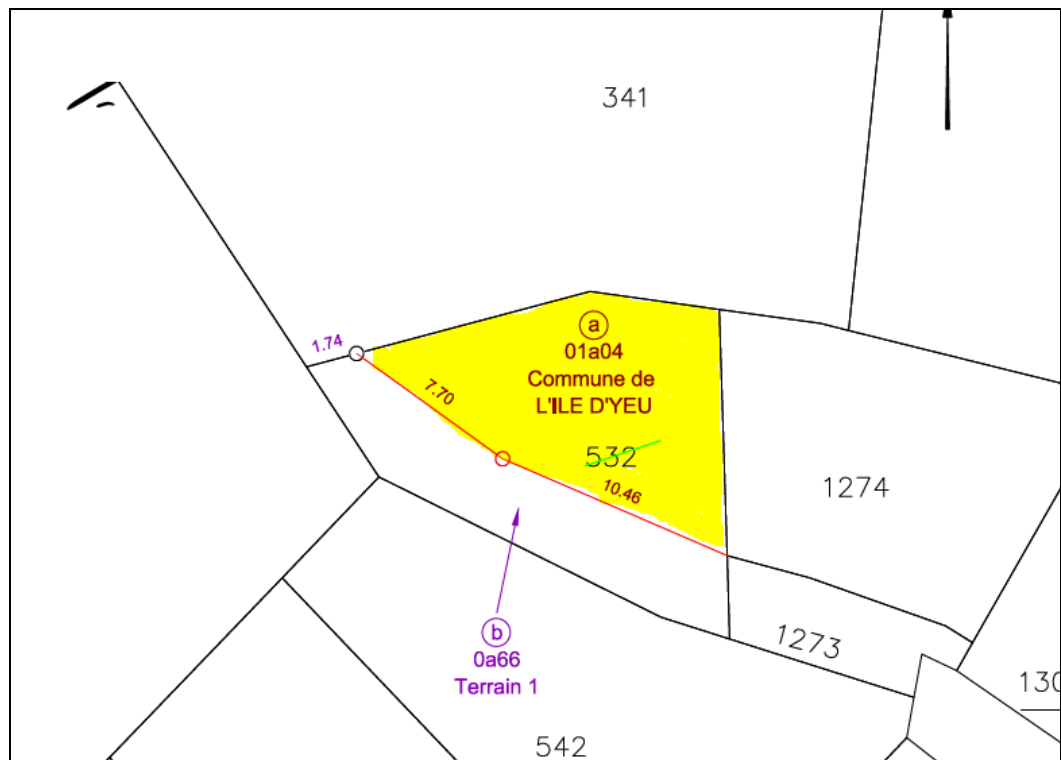 341
1.74
a
01a04
Commune de
L'ILE D'YEU
7.70
532
10.46
1274
b
0a66
Terrain 1
1273
130
542